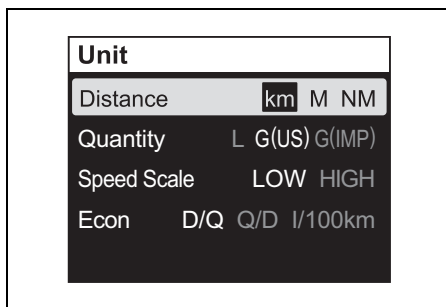 Unit
Distance km M NM
Quantity L G(US) G(IMP)
Speed Scale LOW HIGH
Econ D/Q Q/D l/100km